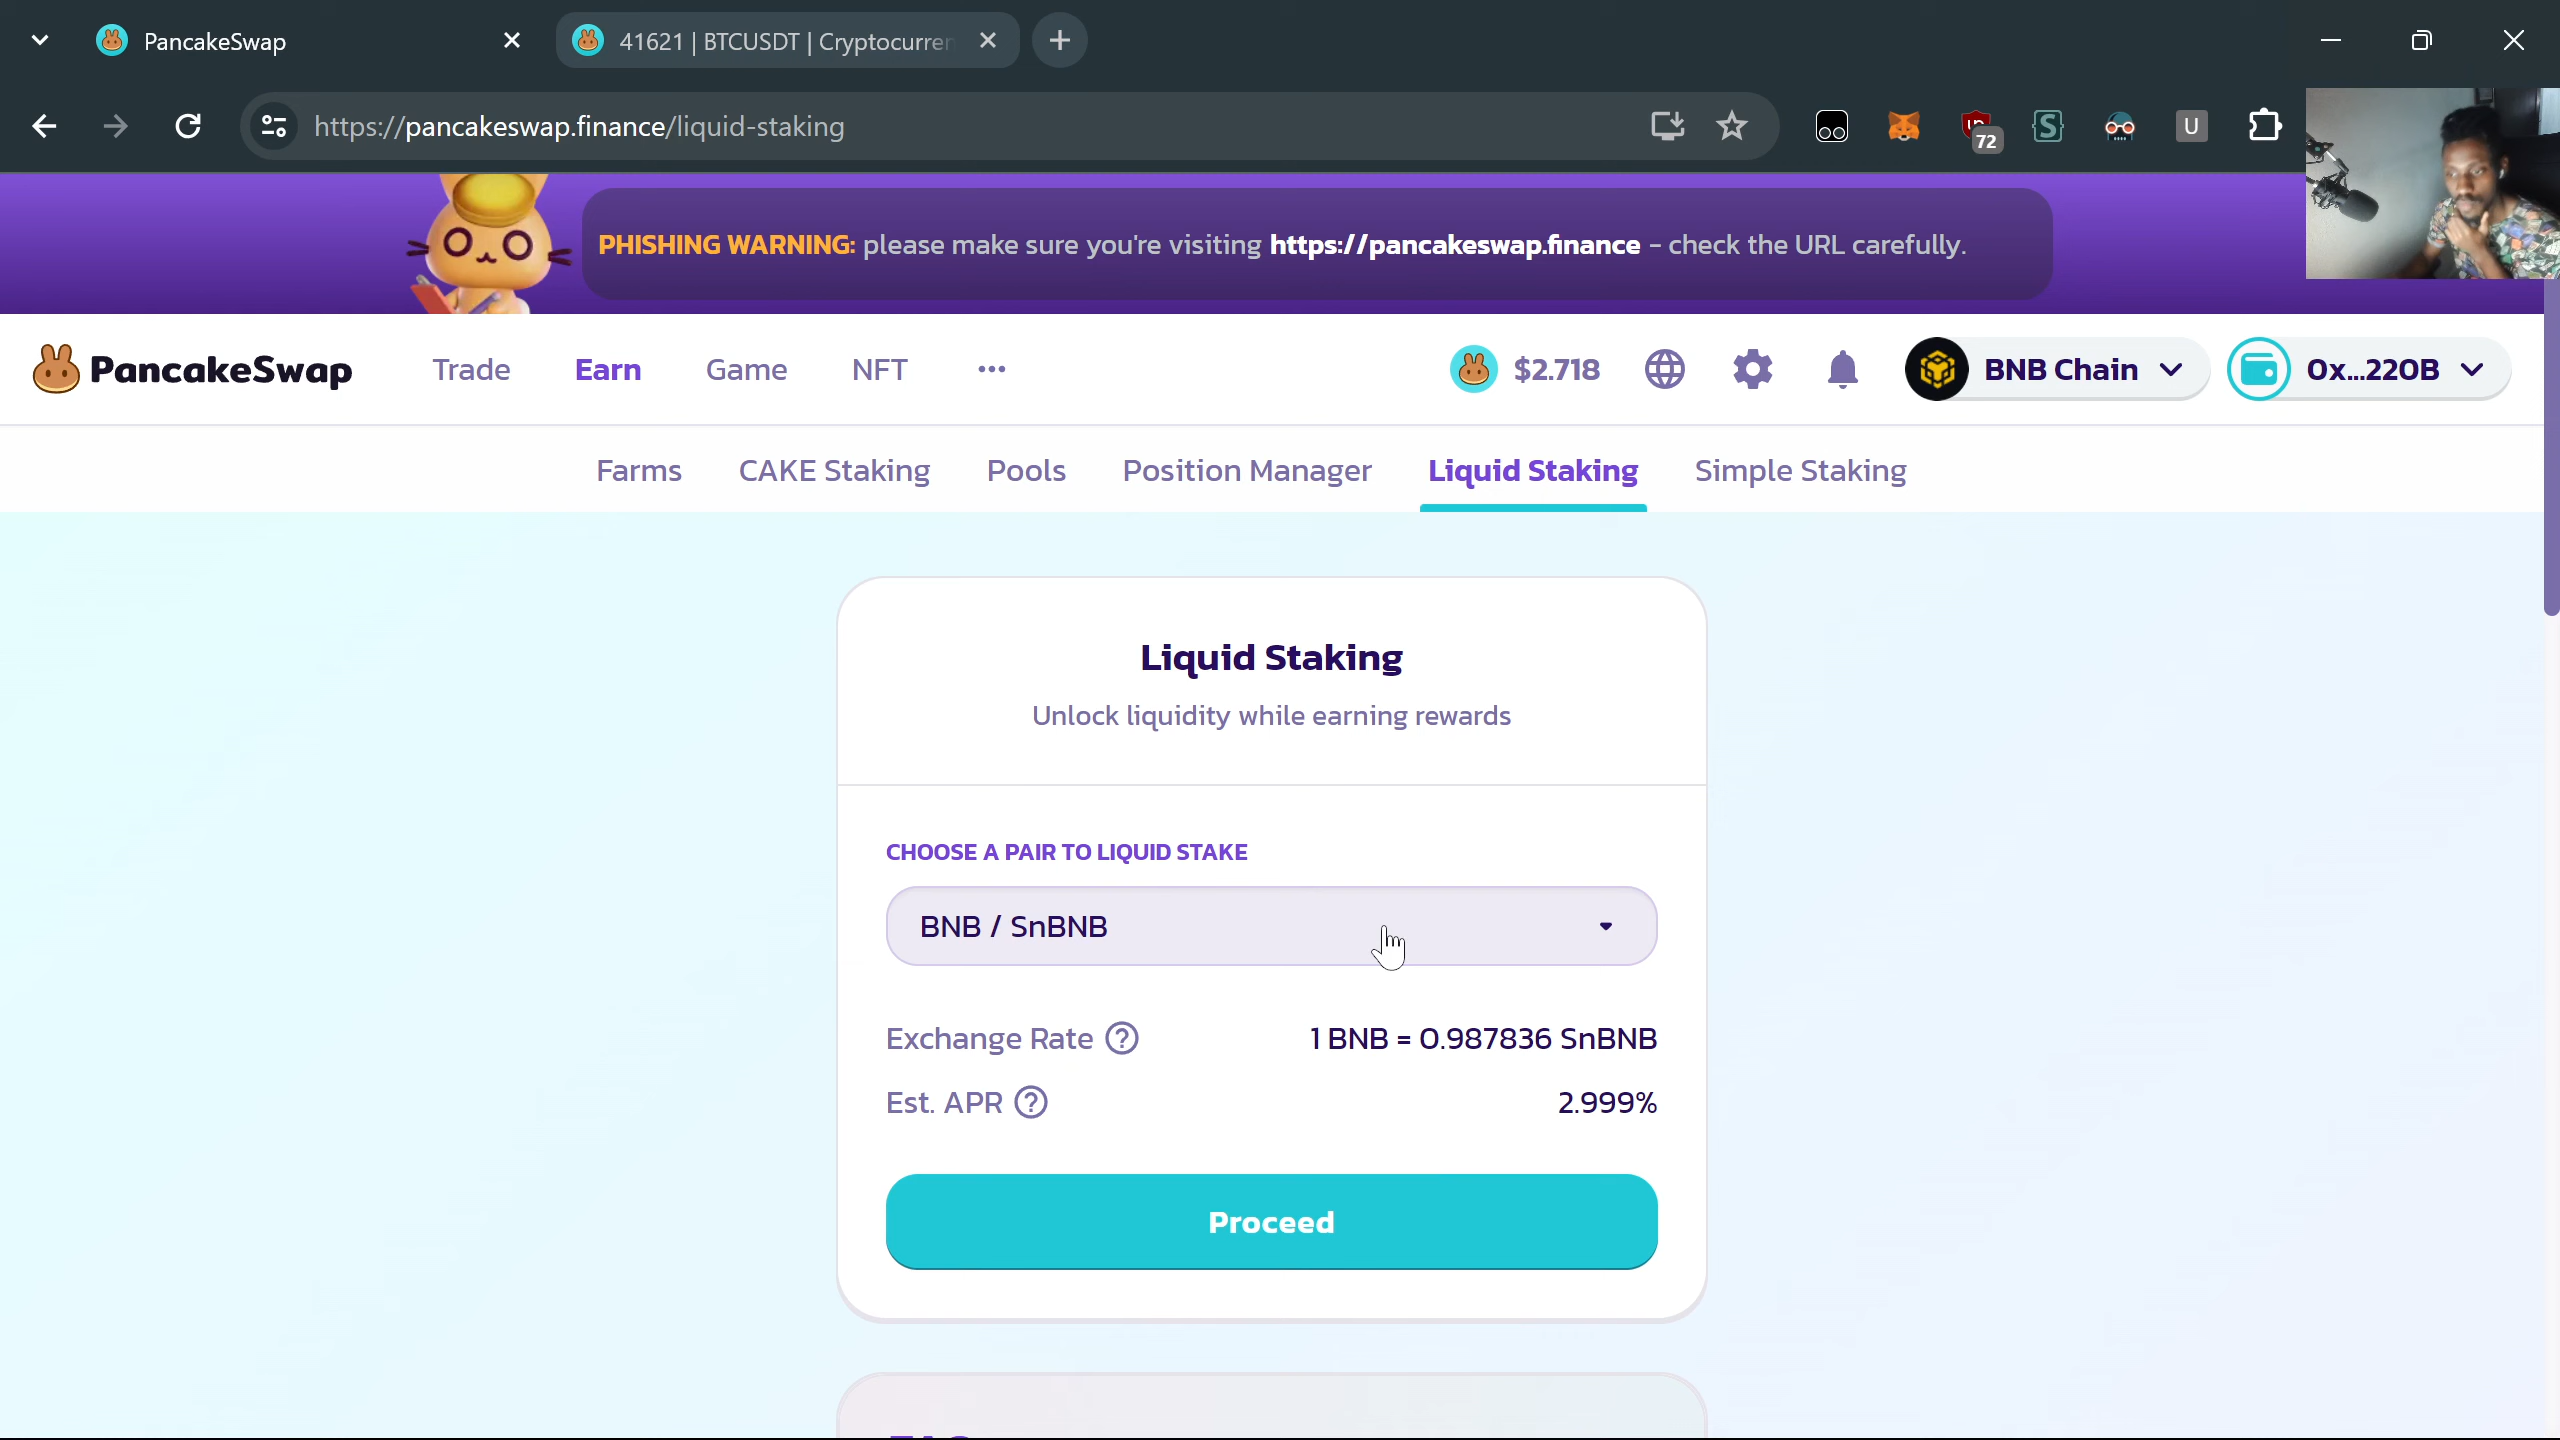 PancakeSwap
41621 | BTCUSDT | Cryptocurren
https://pancakeswap.finance/liquid-staking
72
U
PHISHING WARNING: please make sure you're visiting https://pancakeswap.finance - check the URL carefully.
PancakeSwap
Trade
Earn
Game
NFT
$2.718
BNB Chain
0x...220B
Farms
CAKE Staking
Pools
Position Manager
Liquid Staking
Simple Staking
Liquid Staking
Unlock liquidity while earning rewards
CHOOSE A PAIR TO LIQUID STAKE
BNB / SnBNB
Exchange Rate
1 BNB = 0.987836 SnBNB
Est. APR
2.999%
Proceed